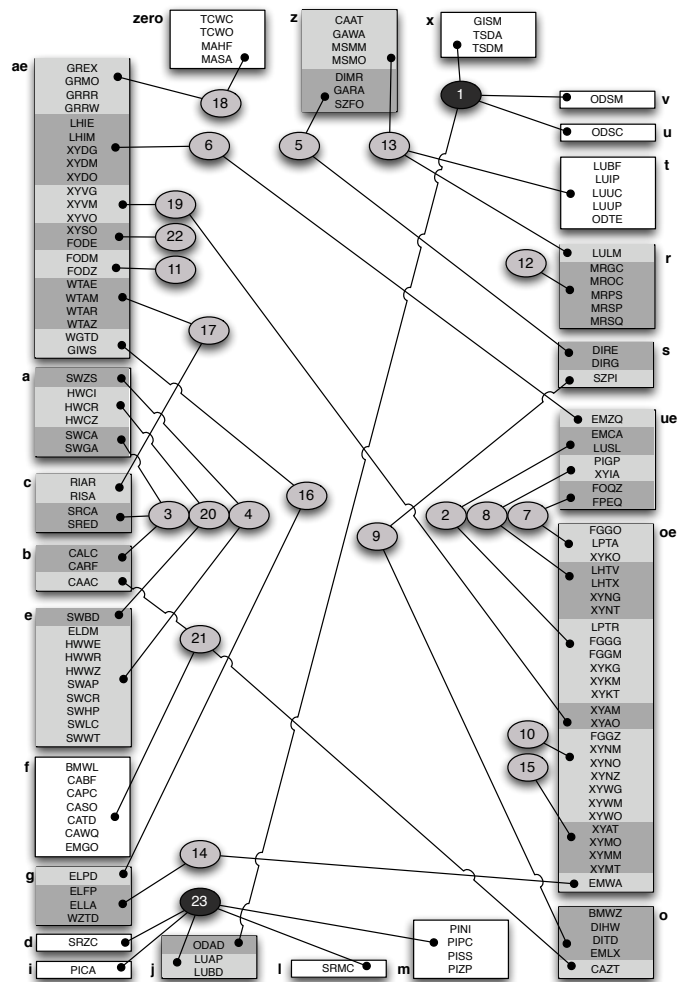 zero
TCWC
TCWO
MAHF
MASA
z
CAAT
GAWA
MSMM
MSMO
DIMR
GARA
SZFO
x
GISM
TSDA
TSDM
ae
GREX
GRMO
GRRR
GRRW
LHIE
LHIM
XYDG
XYDM
XYDO
XYVG
XYVM
XYVO
XYSO
FODE
FODM
FODZ
WTAE
WTAM
WTAR
WTAZ
WGTD
GIWS
18
6
5
13
1
19
22
11
17
12
ODSM
v
ODSC
u
t
LUBF
LUIP
LUUC
LUUP
ODTE
LULM
r
MRGC
MROC
MRPS
MRSP
MRSQ
DIRE
s
DIRG
SZPI
a
SWZS
HWCI
HWCR
HWCZ
SWCA
SWGA
EMZQ
ue
EMCA
LUSL
PIGP
XYIA
FOQZ
FPEQ
c
RIAR
RISA
SRCA
SRED
3
20
4
16
9
2
8
7
b
CALC
CARF
CAAC
FGGO
oe
LPTA
XYKO
LHTV
LHTX
XYNG
XYNT
LPTR
FGGG
FGGM
XYKG
XYKM
XYKT
XYAM
XYAO
FGGZ
XYNM
XYNO
XYNZ
XYWG
XYWM
XYWO
XYAT
XYMO
XYMM
XYMT
EMWA
e
SWBD
ELDM
HWWE
HWWR
HWWZ
SWAP
SWCR
SWHP
SWLC
SWWT
21
10
15
f
BMWL
CABF
CAPC
CASO
CATD
CAWQ
EMGO
14
g
ELPD
ELFP
ELLA
WZTD
23
BMWZ
o
DIHW
DITD
EMLX
CAZT
d
SRZC
i
PICA
j
ODAD
LUAP
LUBD
l
SRMC
m
PINI
PIPC
PISS
PIZP